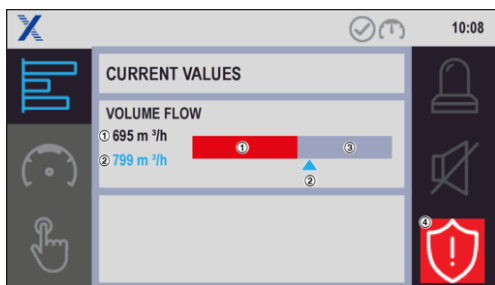 X
10:08
CURRENT VALUES
VOLUME FLOW
① 695 m ³/h
② 799 m ³/h
① ③
②
④
!